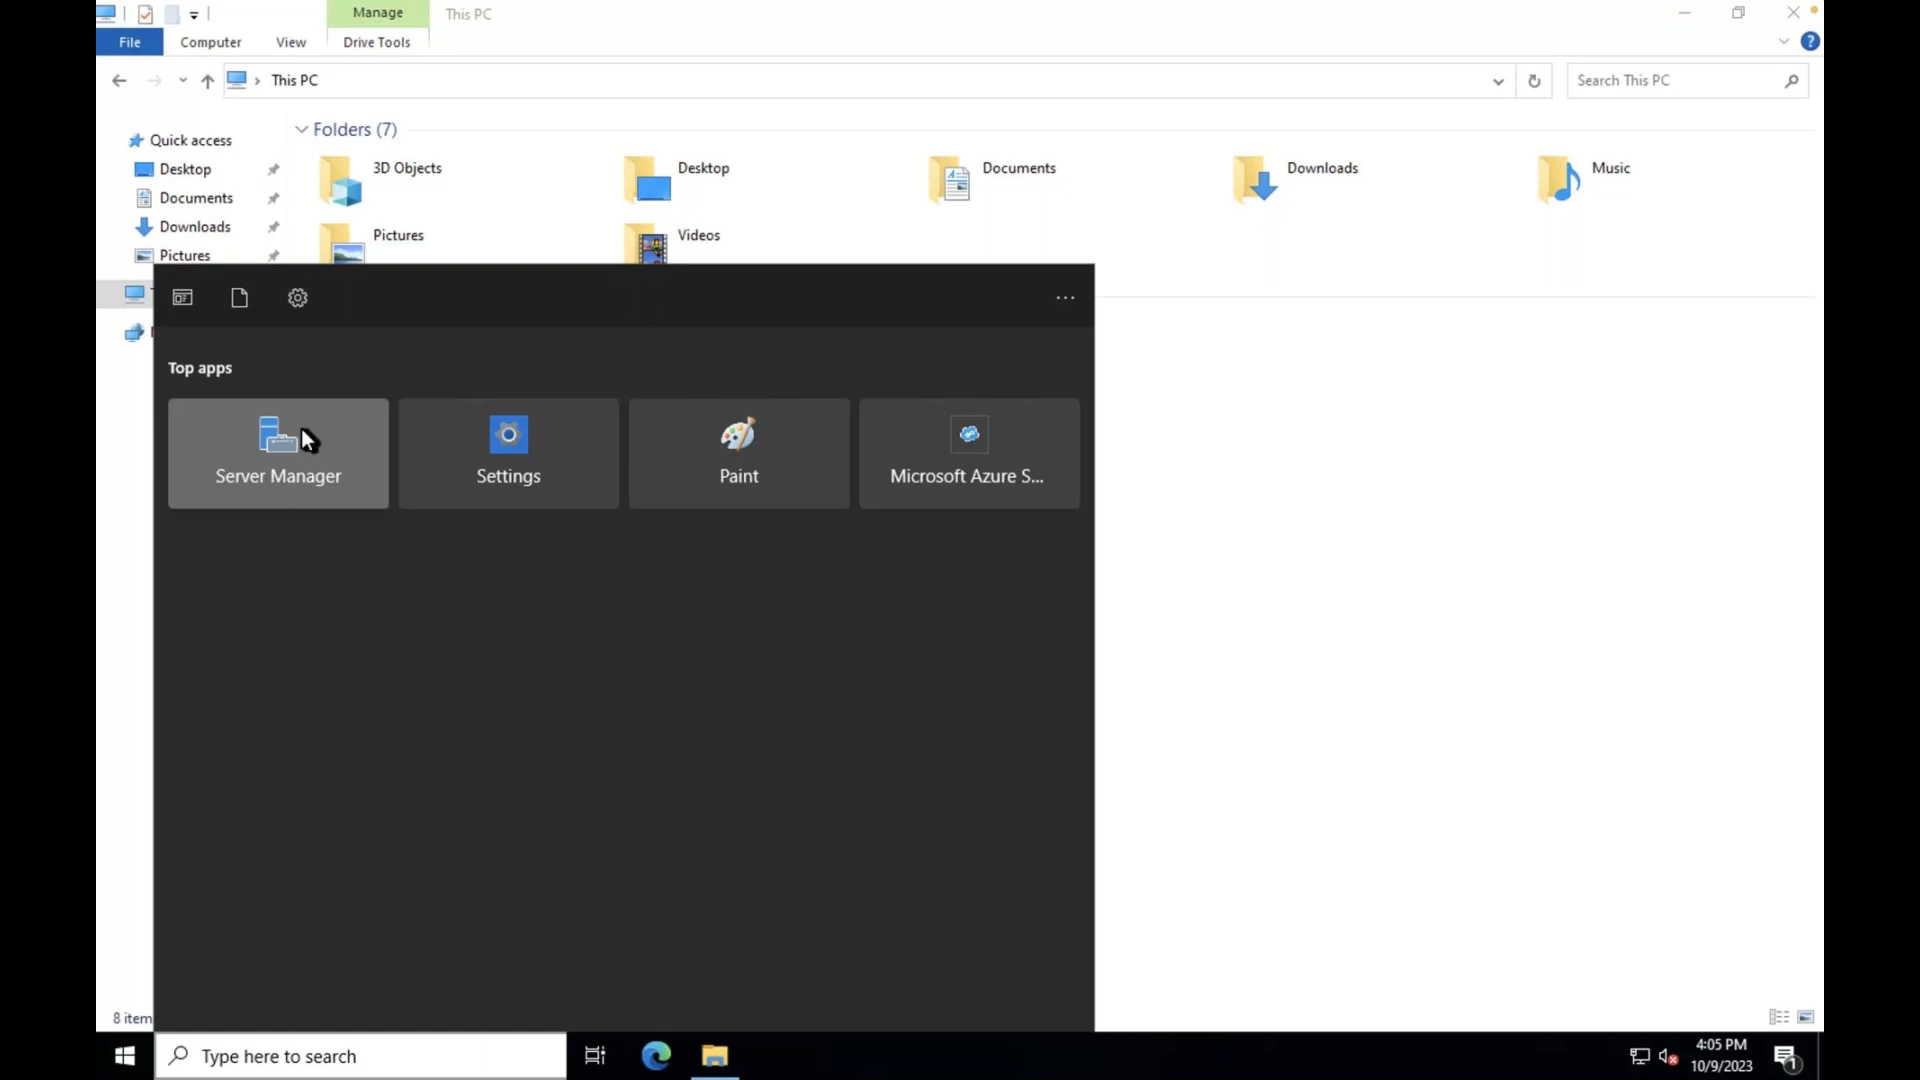 Manage
This PC
File
Computer
View
Drive Tools
This PC
Search This PC
Quick access
Desktop
Documents
Downloads
Pictures
Folders (7)
3D Objects
Desktop
Documents
Downloads
Music
Pictures
Videos
Top apps
Server Manager
Settings
Paint
Microsoft Azure S...
8 item
Type here to search
4:05 PM
10/9/2023
1